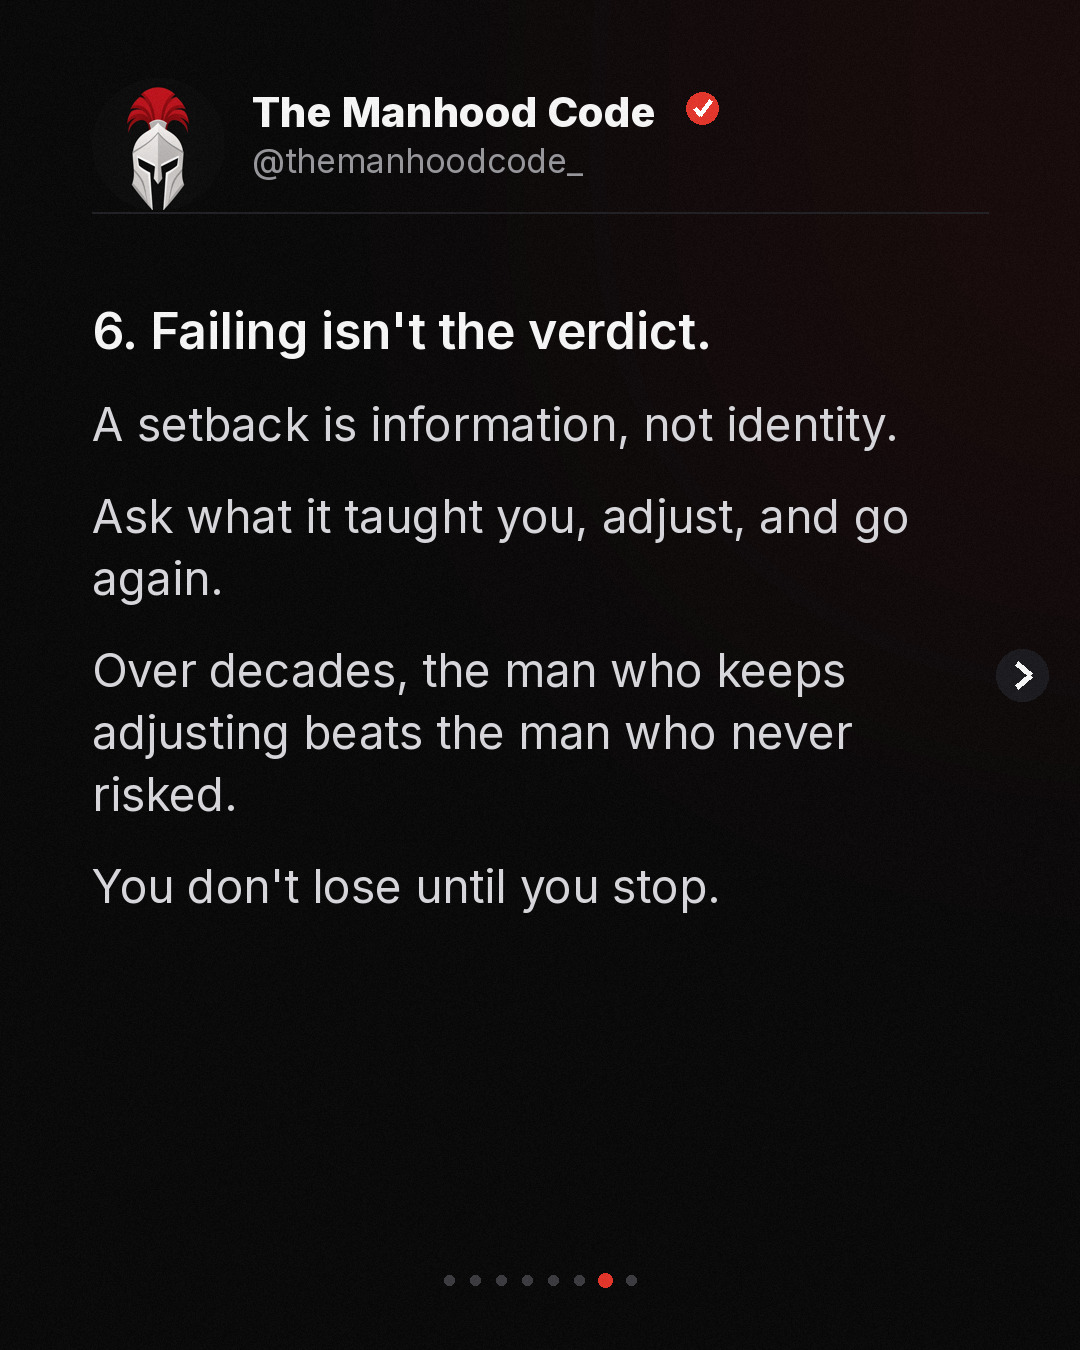 The Manhood Code
@themanhoodcode_
6. Failing isn't the verdict.
A setback is information, not identity.
Ask what it taught you, adjust, and go
again.
Over decades, the man who keeps
adjusting beats the man who never
risked.
You don't lose until you stop.